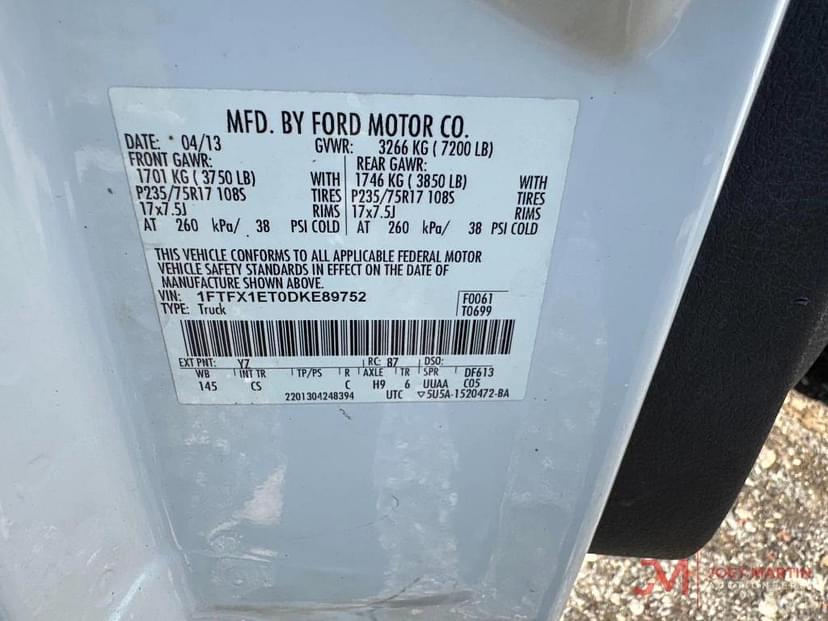 MFD. BY FORD MOTOR CO.
DATE: 04/13 GVWR: 3266 KG ( 7200 LB)
FRONT GAWR: REAR GAWR:
1701 KG ( 3750 LB) WITH 1746 KG ( 3850 LB) WITH
P235/75R17 108S TIRES P235/75R17 108S TIRES
17x7.5J RIMS 17x7.5J RIMS
AT 260 kPa/ 38 PSI COLD AT 260 kPa/ 38 PSI COLD
THIS VEHICLE CONFORMS TO ALL APPLICABLE FEDERAL MOTOR
VEHICLE SAFETY STANDARDS IN EFFECT ON THE DATE OF
MANUFACTURE SHOWN ABOVE.
VIN: 1FTFX1ET0DKE89752 F0061
TYPE: Truck T0699
EXT PNT: YZ RC: 87 DSO:
WB INT TR TP/PS R AXLE TR SPR DF613
145 CS C H9 6 UUAA C05
2201304248394 UTC ▽5U5A-1520472-BA
JOEY MARTIN
AUCTIONEERS